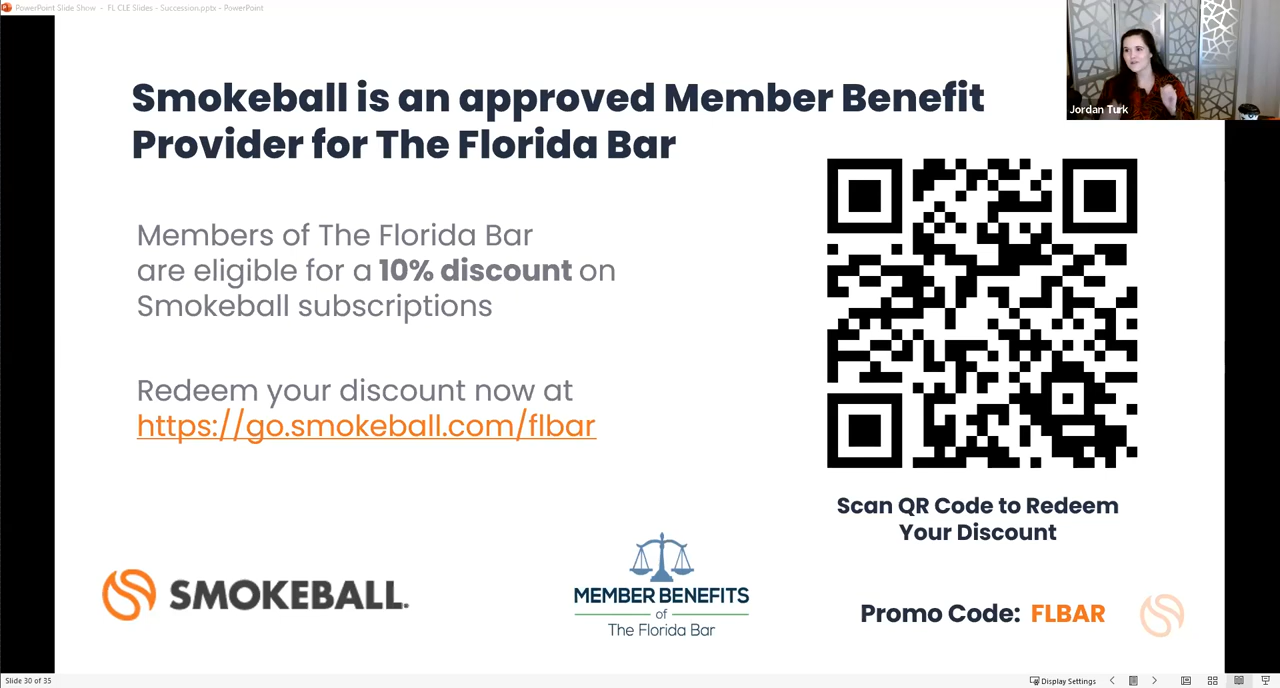 PowerPoint Slide Show - FL CLE Slides - Succession.pptx - PowerPoint
Jordan Turk
Smokeball is an approved Member Benefit
Provider for The Florida Bar
Members of The Florida Bar
are eligible for a 10% discount on
Smokeball subscriptions
Redeem your discount now at
https://go.smokeball.com/flbar
Scan QR Code to Redeem
Your Discount
SMOKEBALL.
MEMBER BENEFITS
of
The Florida Bar
Promo Code: FLBAR
Slide 30 of 35
Display Settings